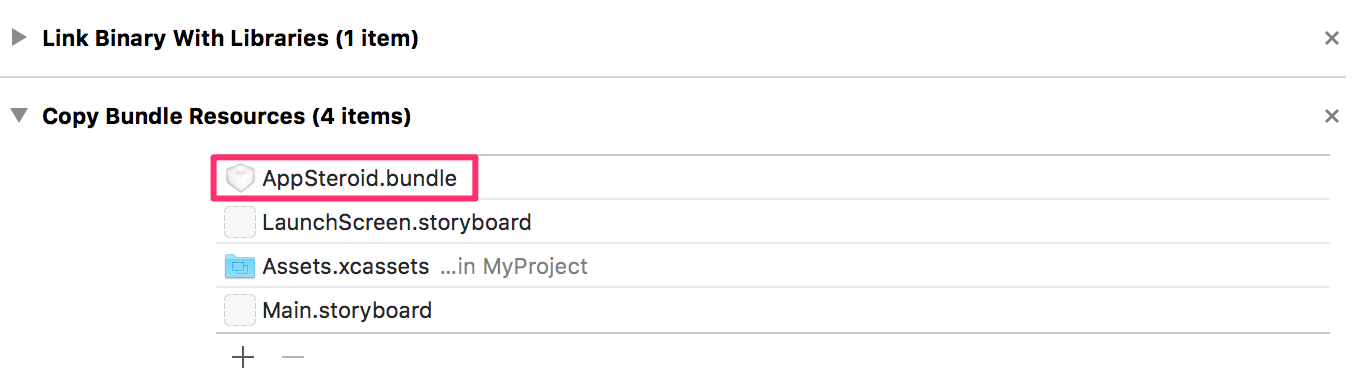 Link Binary With Libraries (1 item)
Copy Bundle Resources (4 items)
AppSteroid.bundle
LaunchScreen.storyboard
Assets.xcassets ...in MyProject
Main.storyboard